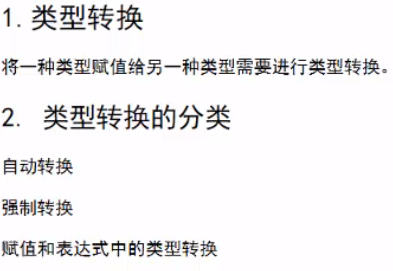 1.类型转换
将一种类型赋值给另一种类型需要进行类型转换。
2. 类型转换的分类
自动转换
强制转换
赋值和表达式中的类型转换